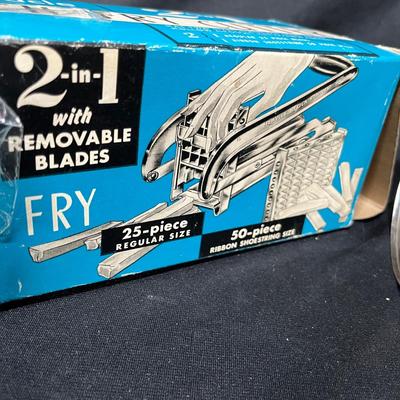 2-in-1
with
REMOVABLE
BLADES
FRY
25-piece
REGULAR SIZE
50-piece
RIBBON SHOESTRING SIZE